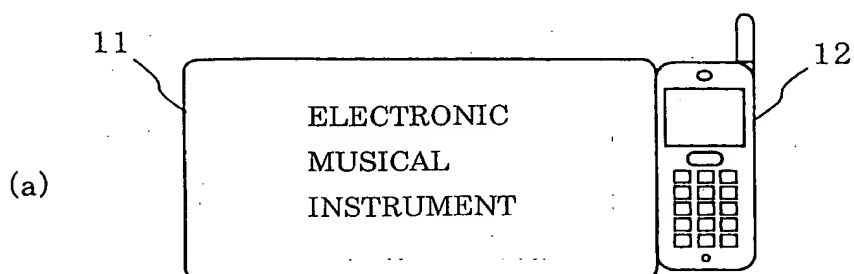 11
12
ELECTRONIC
MUSICAL
(a)
INSTRUMENT